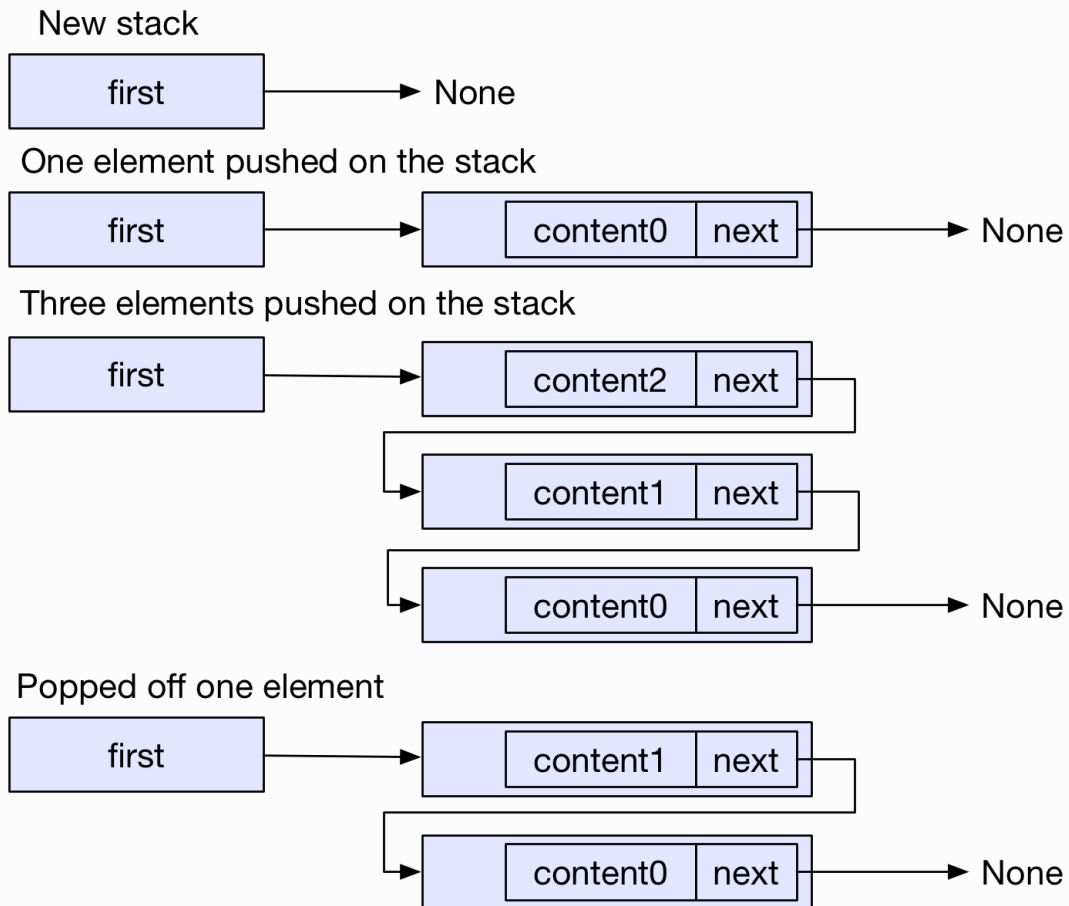 New stack
first None
One element pushed on the stack
first content0 next None
Three elements pushed on the stack
first content2 next
content1 next
content0 next None
Popped off one element
first content1 next
content0 next None